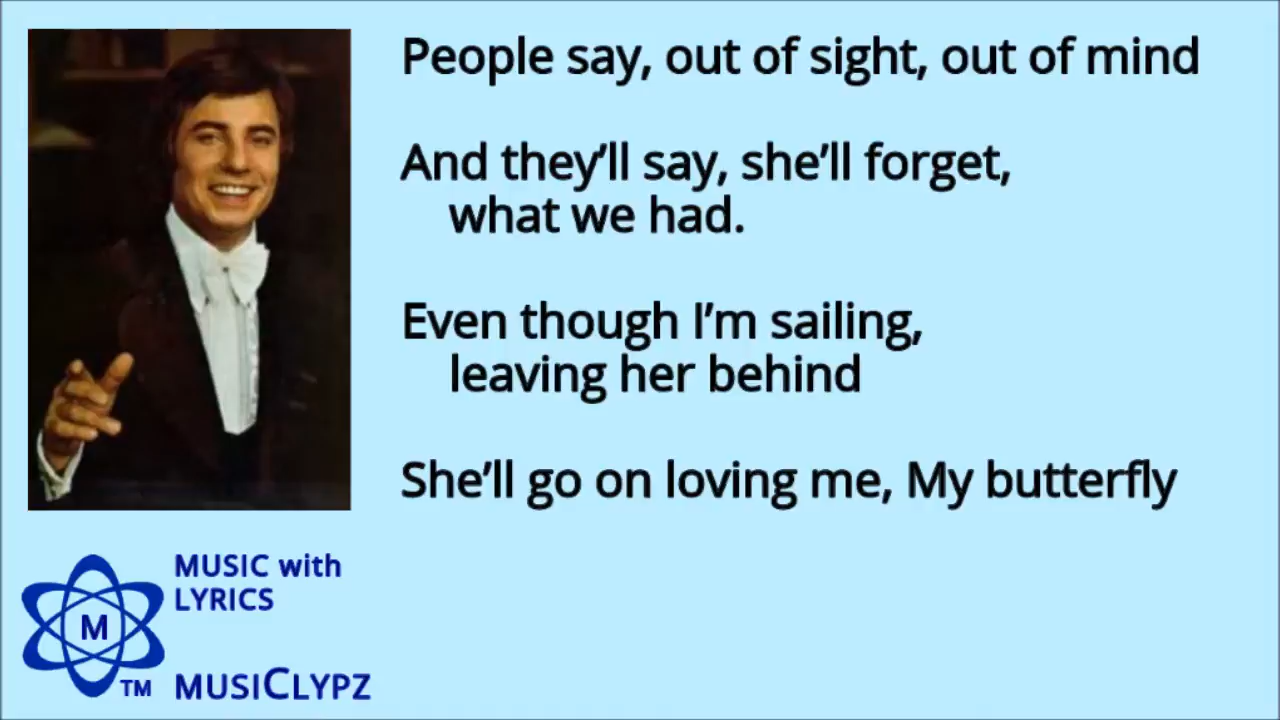 People say, out of sight, out of mind
And they’ll say, she’ll forget,
what we had.
Even though I’m sailing,
leaving her behind
She’ll go on loving me, My butterfly
MUSIC with
LYRICS
M
TM
MUSICLYPZ